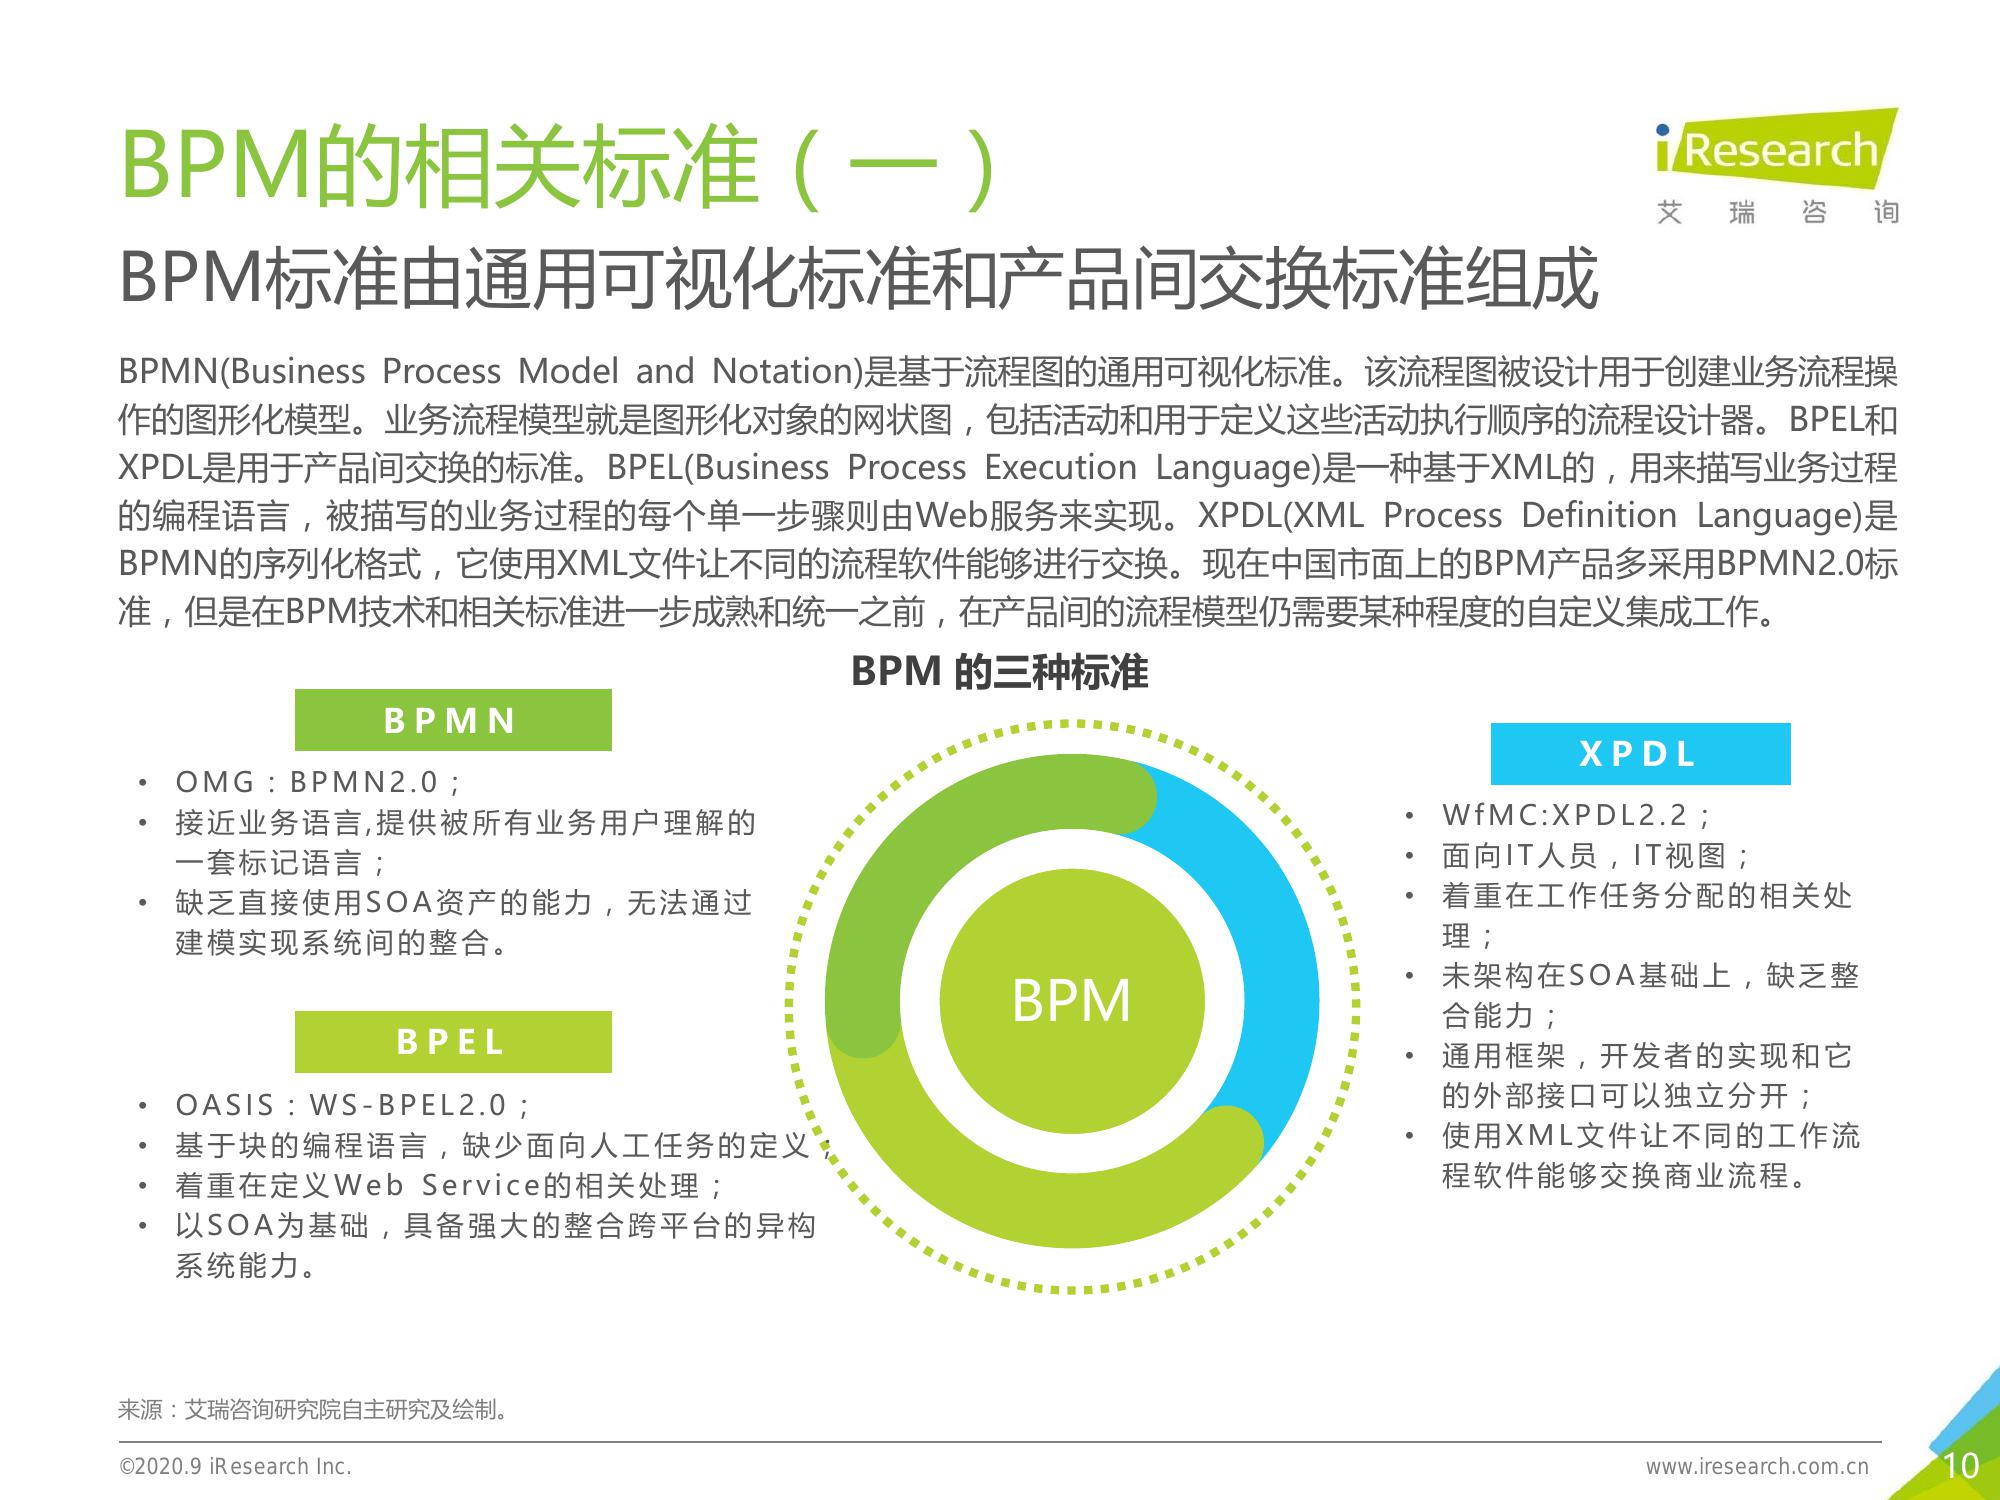 BPM的相关标准（一）
iResearch
艾瑞咨询
BPM标准由通用可视化标准和产品间交换标准组成
BPMN(Business Process Model and Notation)是基于流程图的通用可视化标准。该流程图被设计用于创建业务流程操
作的图形化模型。业务流程模型就是图形化对象的网状图，包括活动和用于定义这些活动执行顺序的流程设计器。BPEL和
XPDL是用于产品间交换的标准。BPEL(Business Process Execution Language)是一种基于XML的，用来描写业务过程
的编程语言，被描写的业务过程的每个单一步骤则由Web服务来实现。XPDL(XML Process Definition Language)是
BPMN的序列化格式，它使用XML文件让不同的流程软件能够进行交换。现在中国市面上的BPM产品多采用BPMN2.0标
准，但是在BPM技术和相关标准进一步成熟和统一之前，在产品间的流程模型仍需要某种程度的自定义集成工作。
BPM 的三种标准
BPMN
• OMG：BPMN2.0；
• 接近业务语言,提供被所有业务用户理解的
一套标记语言；
• 缺乏直接使用SOA资产的能力，无法通过
建模实现系统间的整合。
BPEL
• OASIS：WS-BPEL2.0；
• 基于块的编程语言，缺少面向人工任务的定义；
• 着重在定义Web Service的相关处理；
• 以SOA为基础，具备强大的整合跨平台的异构
系统能力。
BPM
XPDL
• WfMC:XPDL2.2；
• 面向IT人员，IT视图；
• 着重在工作任务分配的相关处
理；
• 未架构在SOA基础上，缺乏整
合能力；
• 通用框架，开发者的实现和它
的外部接口可以独立分开；
• 使用XML文件让不同的工作流
程软件能够交换商业流程。
来源：艾瑞咨询研究院自主研究及绘制。
©2020.9 iResearch Inc.
www.iresearch.com.cn
10